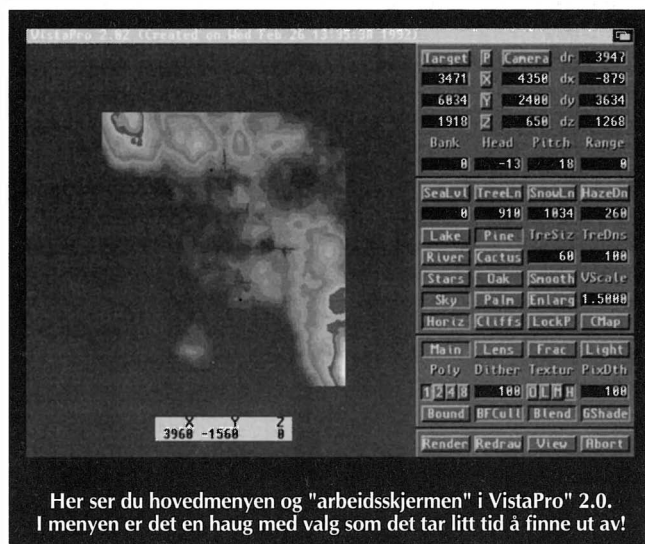 VistaPro 2.02 (Created on Wed Feb 26 13:35:38 1992)
Target P Camera dr 3947
3471 X 4350 dx -879
6034 Y 2400 dy 3634
1918 Z 650 dz 1268
Bank Head Pitch Range
0 -13 18 0
SeaLvl TreeLn SnowLn HazeDn
0 910 1034 260
Lake Pine TreSiz TreDns
River Cactus 60 100
Stars Oak Smooth VScale
Sky Palm Enlarg 1.5000
Horiz Cliffs LockP CMap
Main Lens Frac Light
Poly Dither Textur PixDth
1 2 4 8 100 O L M H 100
Bound BFCull Blend GShade
Render Redraw View Abort
X Y Z
3960 -1560 0
Her ser du hovedmenyen og "arbeidsskjermen" i VistaPro" 2.0.
I menyen er det en haug med valg som det tar litt tid å finne ut av!